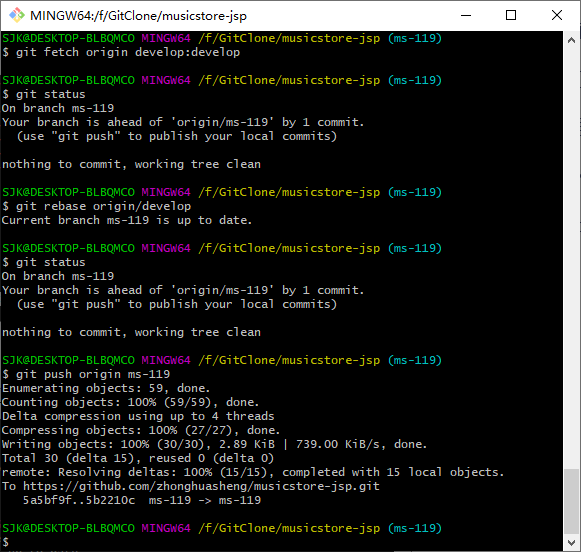 MINGW64:/f/GitClone/musicstore-jsp
SJK@DESKTOP-BLBQMCO MINGW64 /f/GitClone/musicstore-jsp (ms-119)
$ git fetch origin develop:develop
SJK@DESKTOP-BLBQMCO MINGW64 /f/GitClone/musicstore-jsp (ms-119)
$ git status
On branch ms-119
Your branch is ahead of 'origin/ms-119' by 1 commit.
  (use "git push" to publish your local commits)
nothing to commit, working tree clean
SJK@DESKTOP-BLBQMCO MINGW64 /f/GitClone/musicstore-jsp (ms-119)
$ git rebase origin/develop
Current branch ms-119 is up to date.
SJK@DESKTOP-BLBQMCO MINGW64 /f/GitClone/musicstore-jsp (ms-119)
$ git status
On branch ms-119
Your branch is ahead of 'origin/ms-119' by 1 commit.
  (use "git push" to publish your local commits)
nothing to commit, working tree clean
SJK@DESKTOP-BLBQMCO MINGW64 /f/GitClone/musicstore-jsp (ms-119)
$ git push origin ms-119
Enumerating objects: 59, done.
Counting objects: 100% (59/59), done.
Delta compression using up to 4 threads
Compressing objects: 100% (27/27), done.
Writing objects: 100% (30/30), 2.89 KiB | 739.00 KiB/s, done.
Total 30 (delta 15), reused 0 (delta 0)
remote: Resolving deltas: 100% (15/15), completed with 15 local objects.
To https://github.com/zhonghuasheng/musicstore-jsp.git
   5a5bf9f..5b2210c  ms-119 -> ms-119
SJK@DESKTOP-BLBQMCO MINGW64 /f/GitClone/musicstore-jsp (ms-119)
$